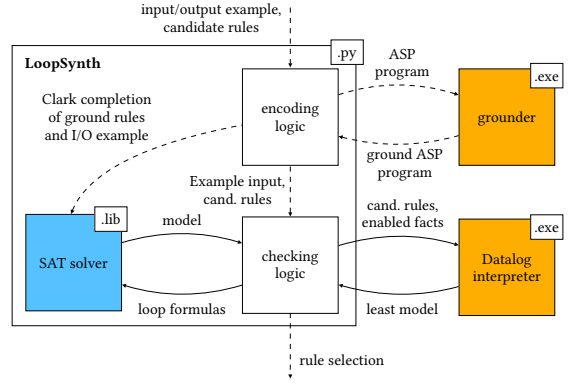 input/output example,
candidate rules
LoopSynth
.py
ASP
program
.exe
Clark completion
of ground rules
and I/O example
encoding
logic
grounder
ground ASP
program
Example input,
cand. rules
cand. rules,
enabled facts
.lib
model
.exe
SAT solver
checking
logic
Datalog
interpreter
loop formulas
least model
rule selection